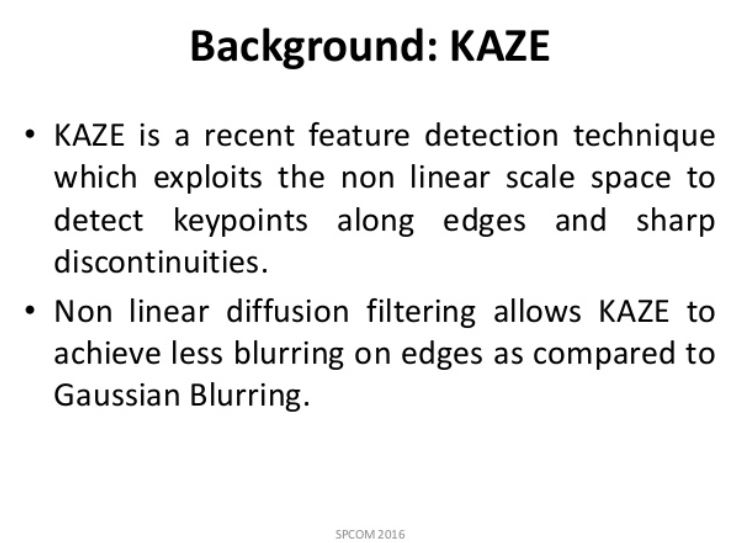 Background: KAZE
• KAZE is a recent feature detection technique
which exploits the non linear scale space to
detect keypoints along edges and sharp
discontinuities.
• Non linear diffusion filtering allows KAZE to
achieve less blurring on edges as compared to
Gaussian Blurring.
SPCOM 2016